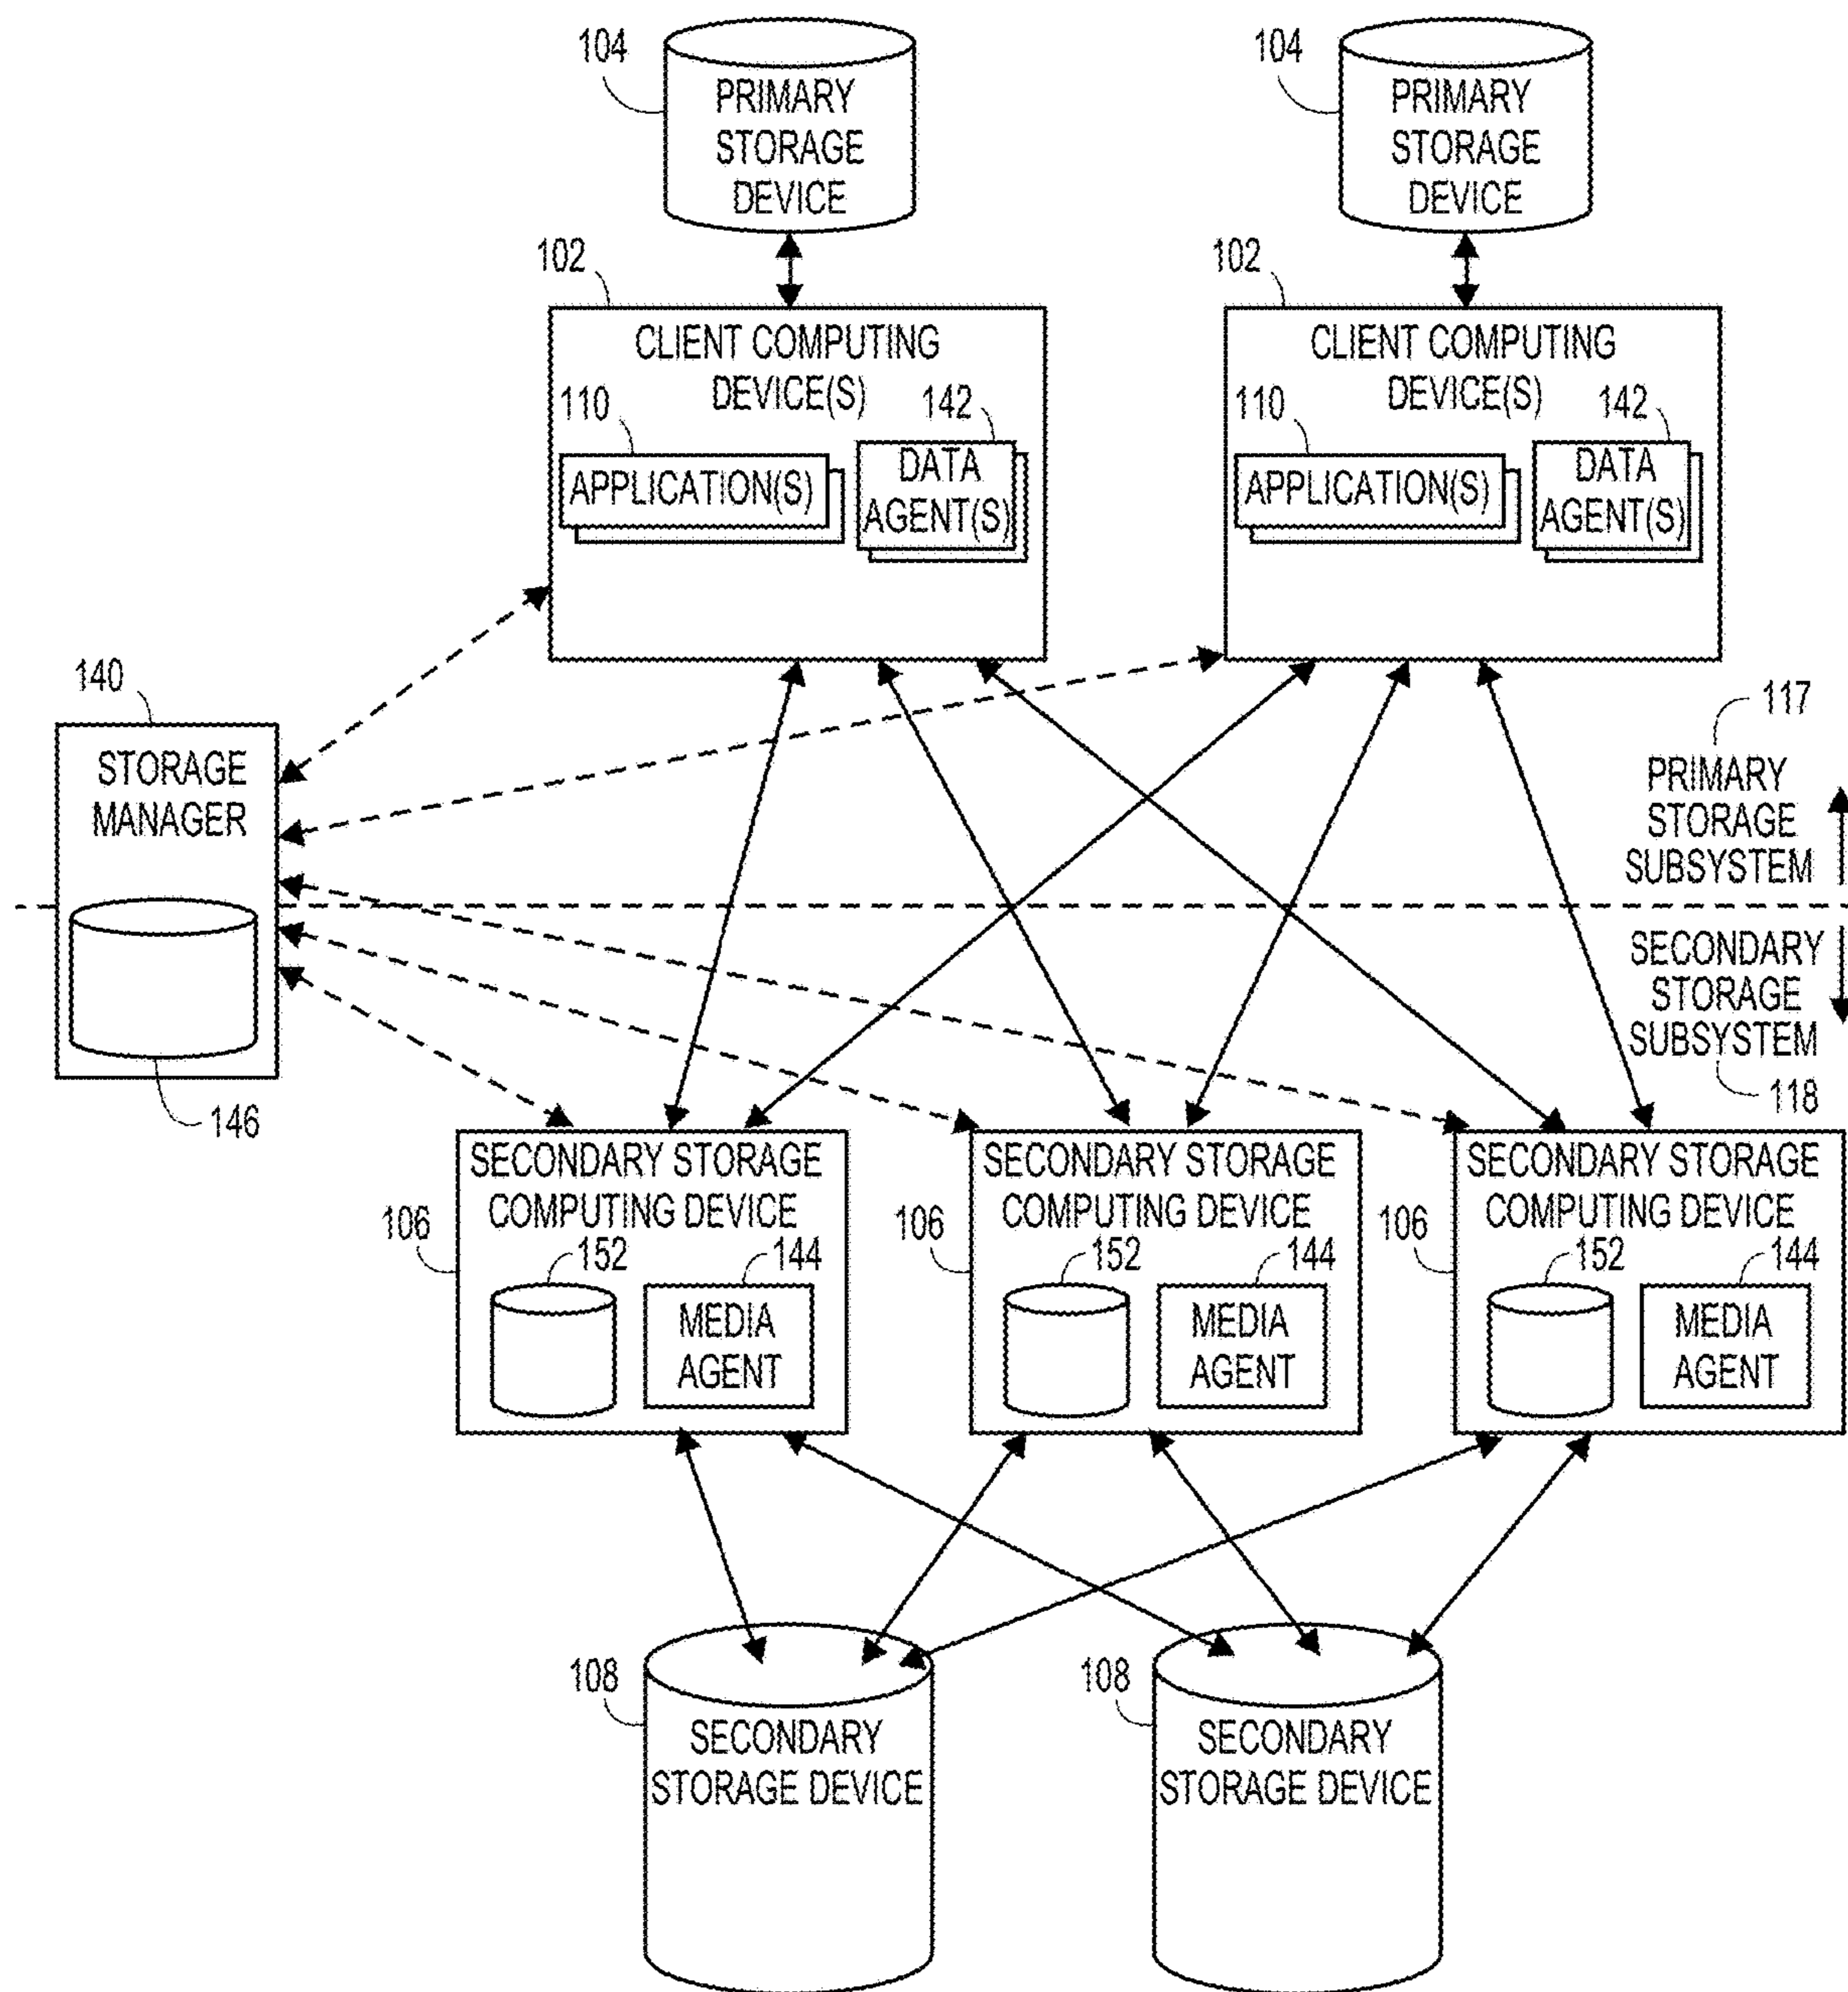 104
PRIMARY
STORAGE
DEVICE
104
PRIMARY
STORAGE
DEVICE
102
CLIENT COMPUTING
DEVICE(S)
110
142
APPLICATION(S)
DATA
AGENT(S)
102
CLIENT COMPUTING
DEVICE(S)
110
142
APPLICATION(S)
DATA
AGENT(S)
140
STORAGE
MANAGER
146
117
PRIMARY
STORAGE
SUBSYSTEM
SECONDARY
STORAGE
SUBSYSTEM
118
106
SECONDARY STORAGE
COMPUTING DEVICE
152
144
MEDIA
AGENT
106
SECONDARY STORAGE
COMPUTING DEVICE
152
144
MEDIA
AGENT
106
SECONDARY STORAGE
COMPUTING DEVICE
152
144
MEDIA
AGENT
108
SECONDARY
STORAGE DEVICE
108
SECONDARY
STORAGE DEVICE